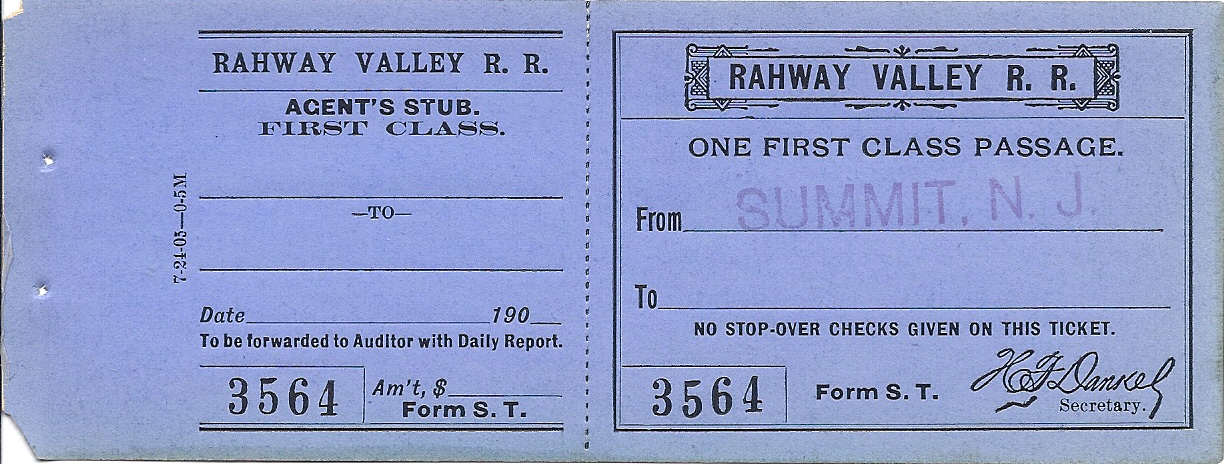 RAHWAY VALLEY R. R.
AGENT'S STUB.
FIRST CLASS.
—TO—
Date 190
To be forwarded to Auditor with Daily Report.
3564
Am't, $
Form S. T.
7-24-05—0-5M
RAHWAY VALLEY R. R.
ONE FIRST CLASS PASSAGE.
From SUMMIT, N. J.
To
NO STOP-OVER CHECKS GIVEN ON THIS TICKET.
3564
Form S. T.
H F Dankel
Secretary.